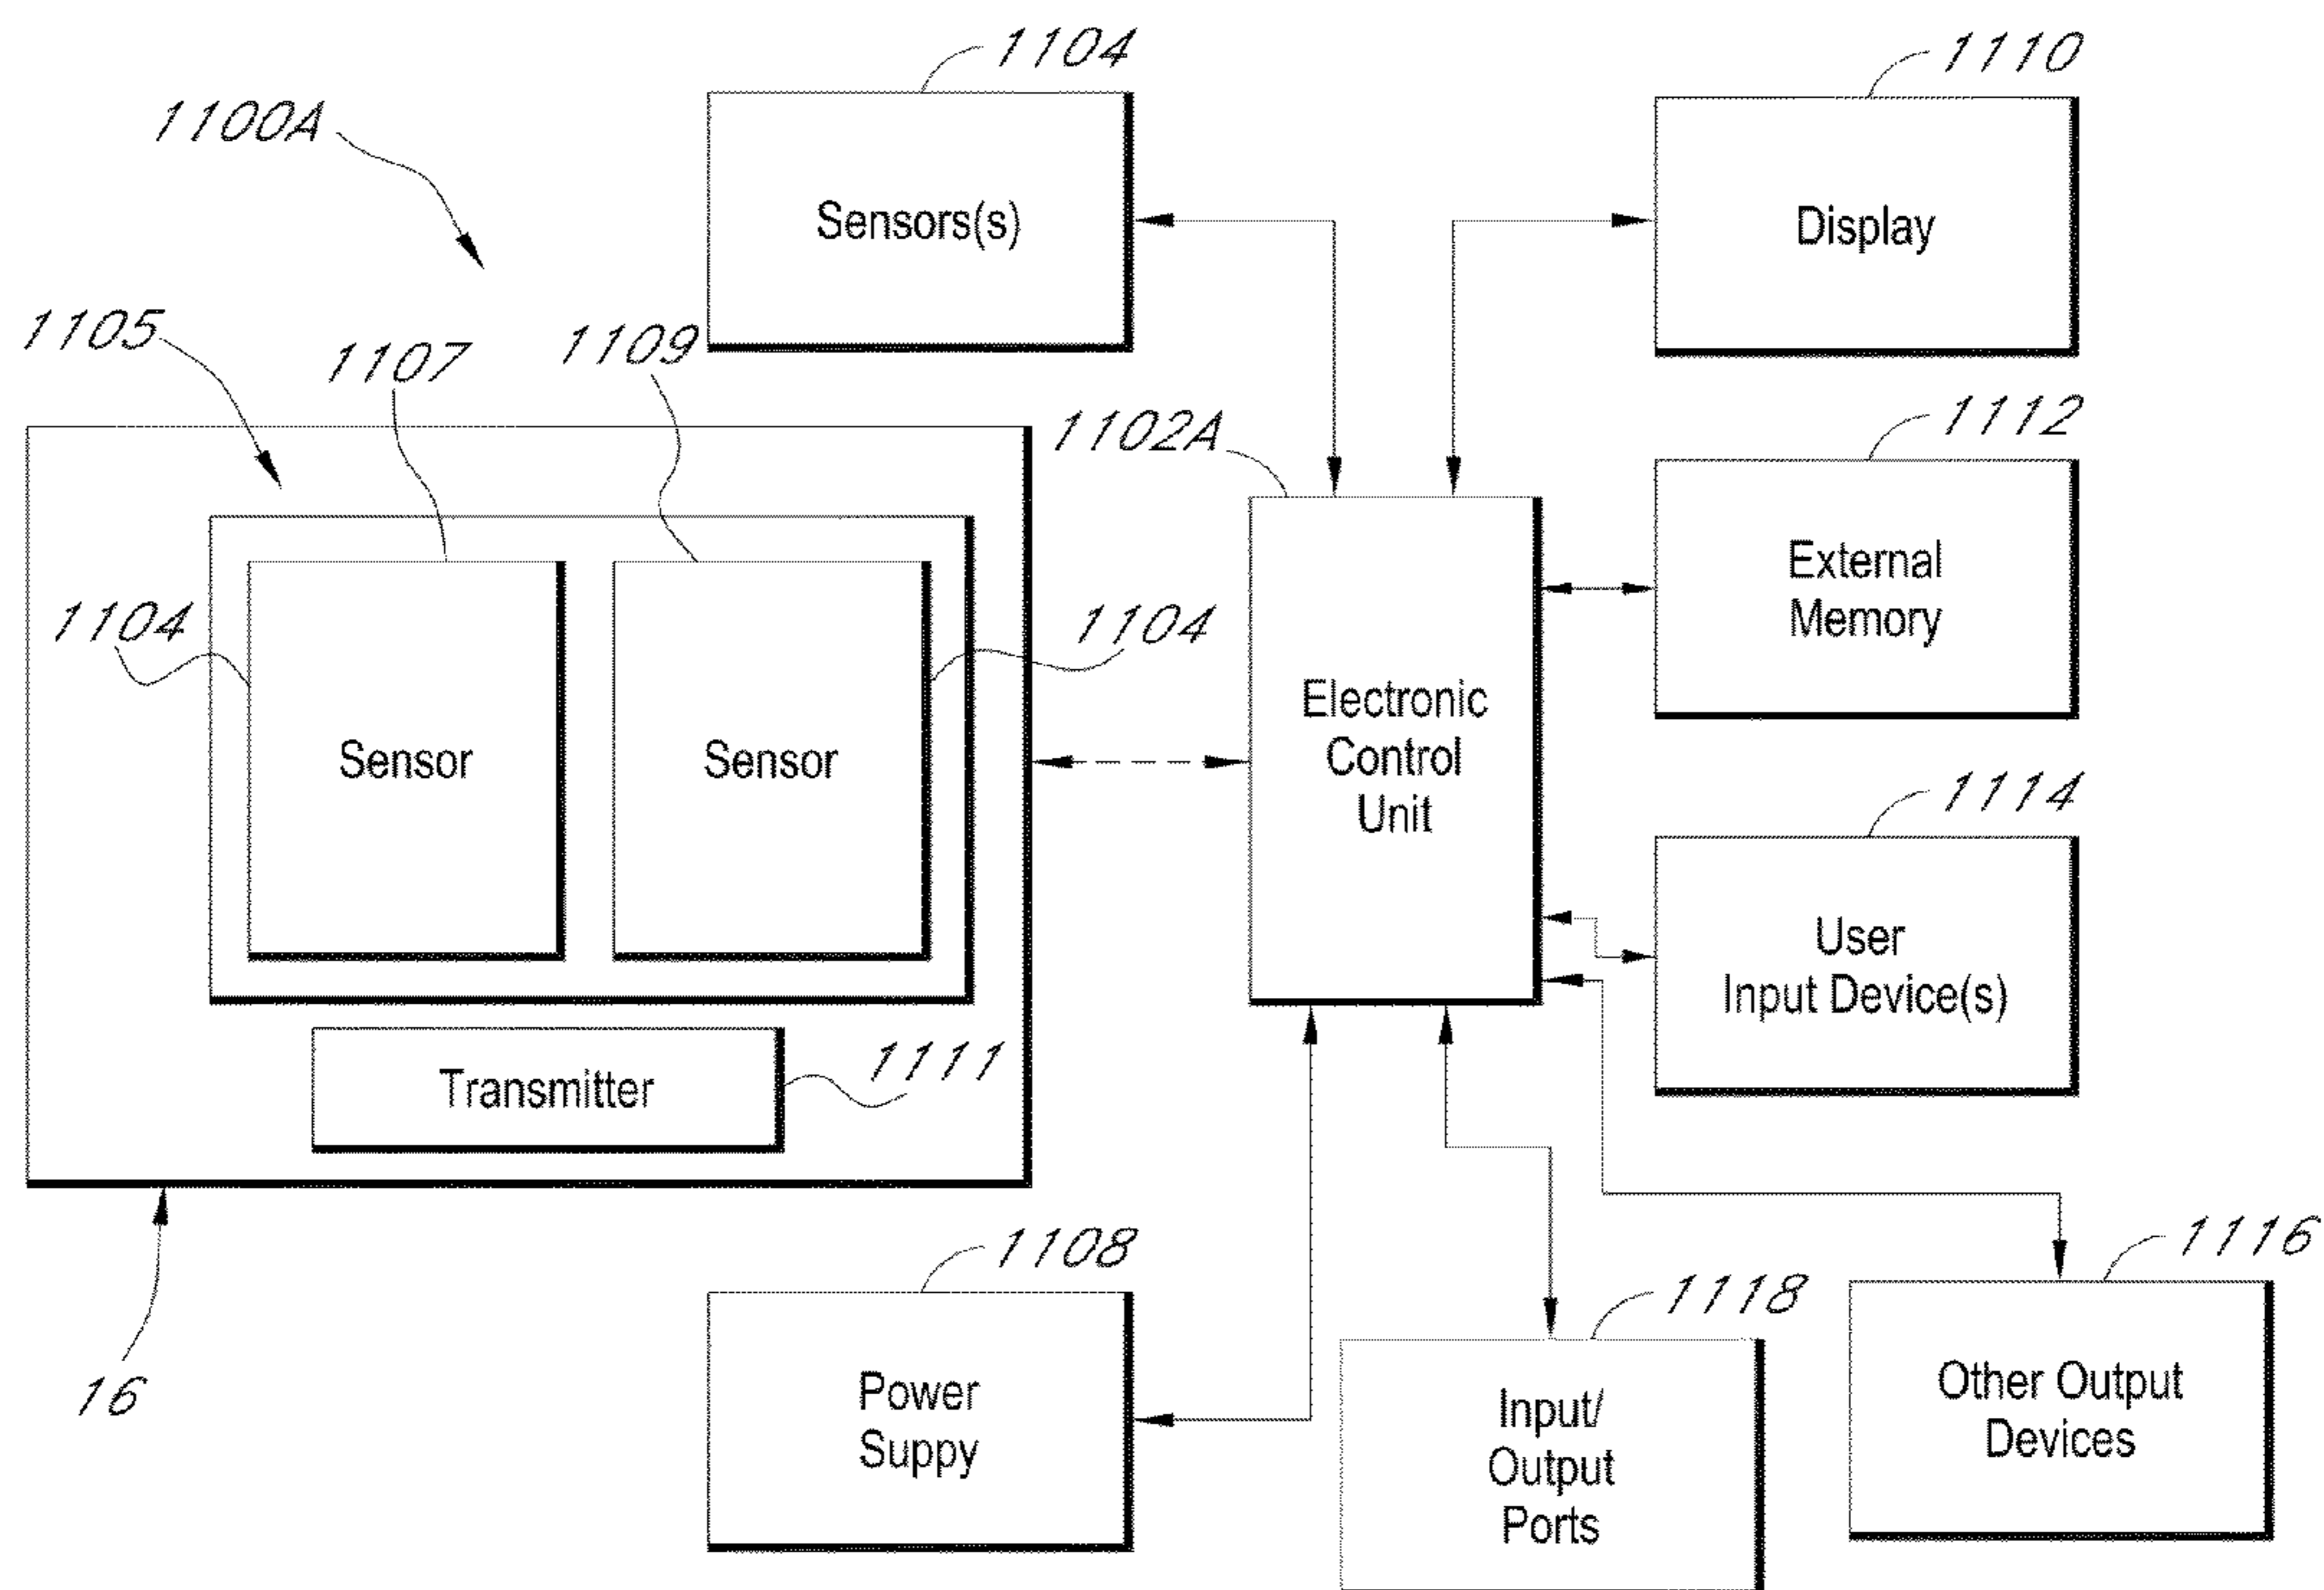 1104
1110
1100A
Sensors(s)
Display
1105
1107
1109
1102A
1112
External
Memory
1104
1104
Sensor
Sensor
Electronic
Control
Unit
1114
User
Input Device(s)
Transmitter
1111
1108
1118
1116
16
Power
Suppy
Input/
Output
Ports
Other Output
Devices